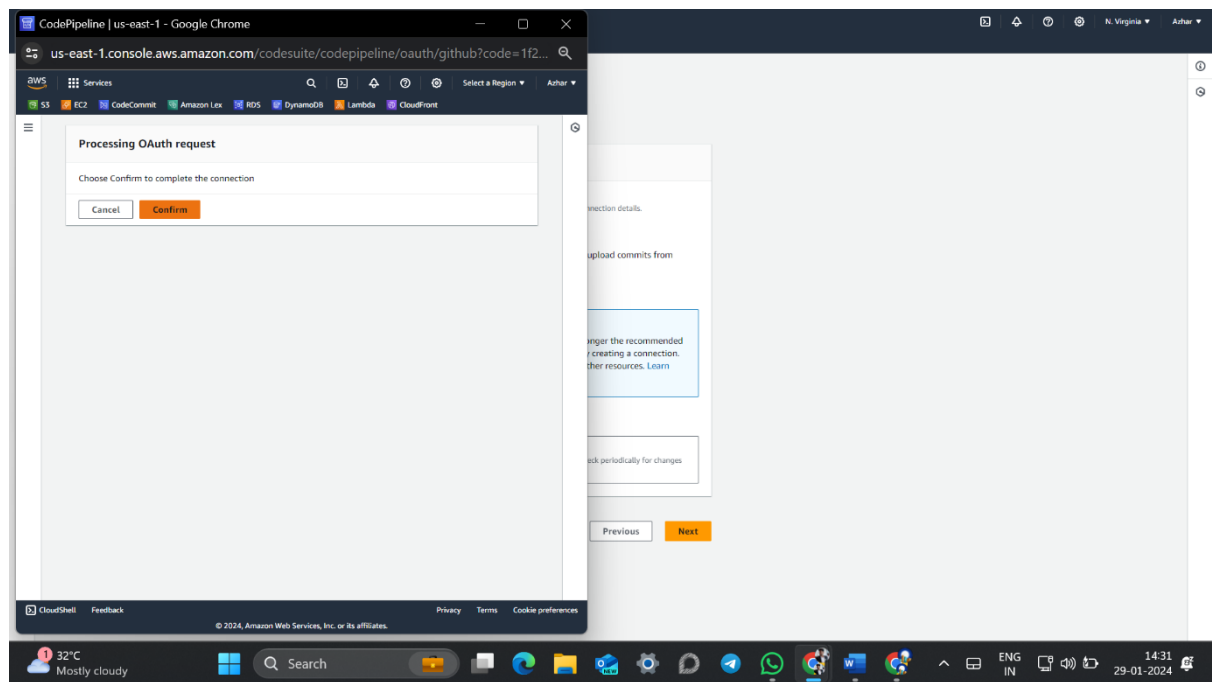 CodePipeline | us-east-1 - Google Chrome
us-east-1.console.aws.amazon.com/codesuite/codepipeline/oauth/github?code=1f2...
aws Services Select a Region ▼ Azhar ▼
S3 EC2 CodeCommit Amazon Lex RDS DynamoDB Lambda CloudFront
Processing OAuth request
Choose Confirm to complete the connection
Cancel Confirm
CloudShell Feedback Privacy Terms Cookie preferences
© 2024, Amazon Web Services, Inc. or its affiliates.
N. Virginia ▼ Azhar ▼
nnection details.
upload commits from
onger the recommended
y creating a connection.
ther resources. Learn
eck periodically for changes
Previous Next
1 32°C
Mostly cloudy
Search
NEW
W
ENG
IN
14:31
29-01-2024